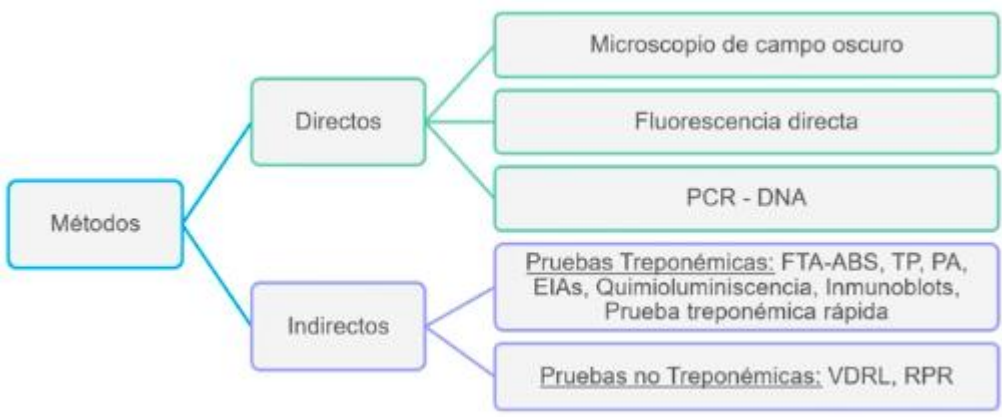 Métodos
Directos
Microscopio de campo oscuro
Fluorescencia directa
PCR - DNA
Indirectos
Pruebas Treponémicas: FTA-ABS, TP, PA,
EIAs, Quimioluminiscencia, Inmunoblots,
Prueba treponémica rápida
Pruebas no Treponémicas: VDRL, RPR